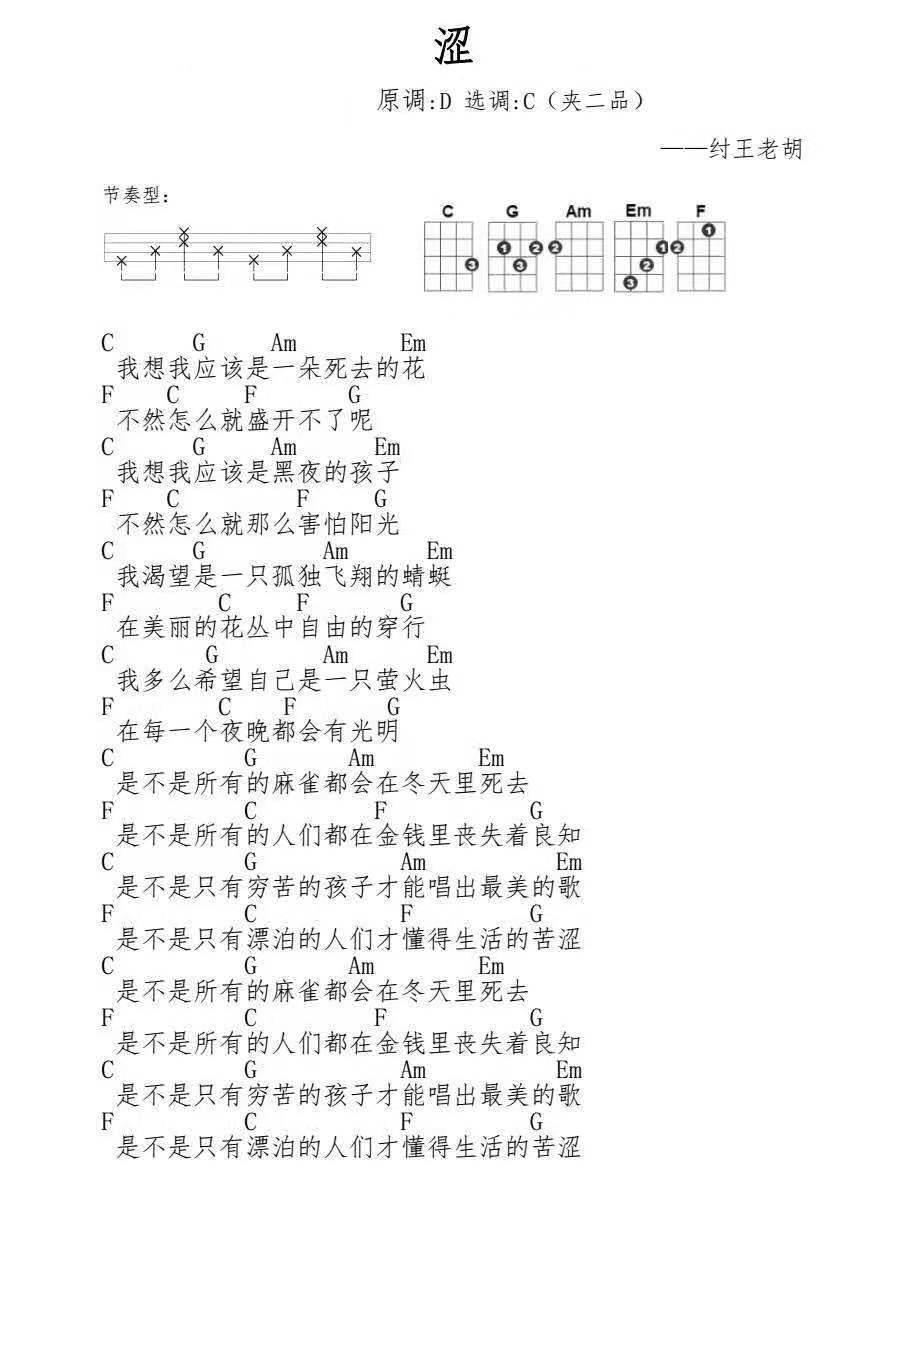 涩
原调:D 选调:C（夹二品）
——纣王老胡
节奏型:
C G Am Em F
3 1 2 3 2 1 2 3 2 1
C G Am Em
我想我应该是一朵死去的花
F C F G
不然怎么就盛开不了呢
C G Am Em
我想我应该是黑夜的孩子
F C F G
不然怎么就那么害怕阳光
C G Am Em
我渴望是一只孤独飞翔的蜻蜓
F C F G
在美丽的花丛中自由的穿行
C G Am Em
我多么希望自己是一只萤火虫
F C F G
在每一个夜晚都会有光明
C G Am Em
是不是所有的麻雀都会在冬天里死去
F C F G
是不是所有的人们都在金钱里丧失着良知
C G Am Em
是不是只有穷苦的孩子才能唱出最美的歌
F C F G
是不是只有漂泊的人们才懂得生活的苦涩
C G Am Em
是不是所有的麻雀都会在冬天里死去
F C F G
是不是所有的人们都在金钱里丧失着良知
C G Am Em
是不是只有穷苦的孩子才能唱出最美的歌
F C F G
是不是只有漂泊的人们才懂得生活的苦涩